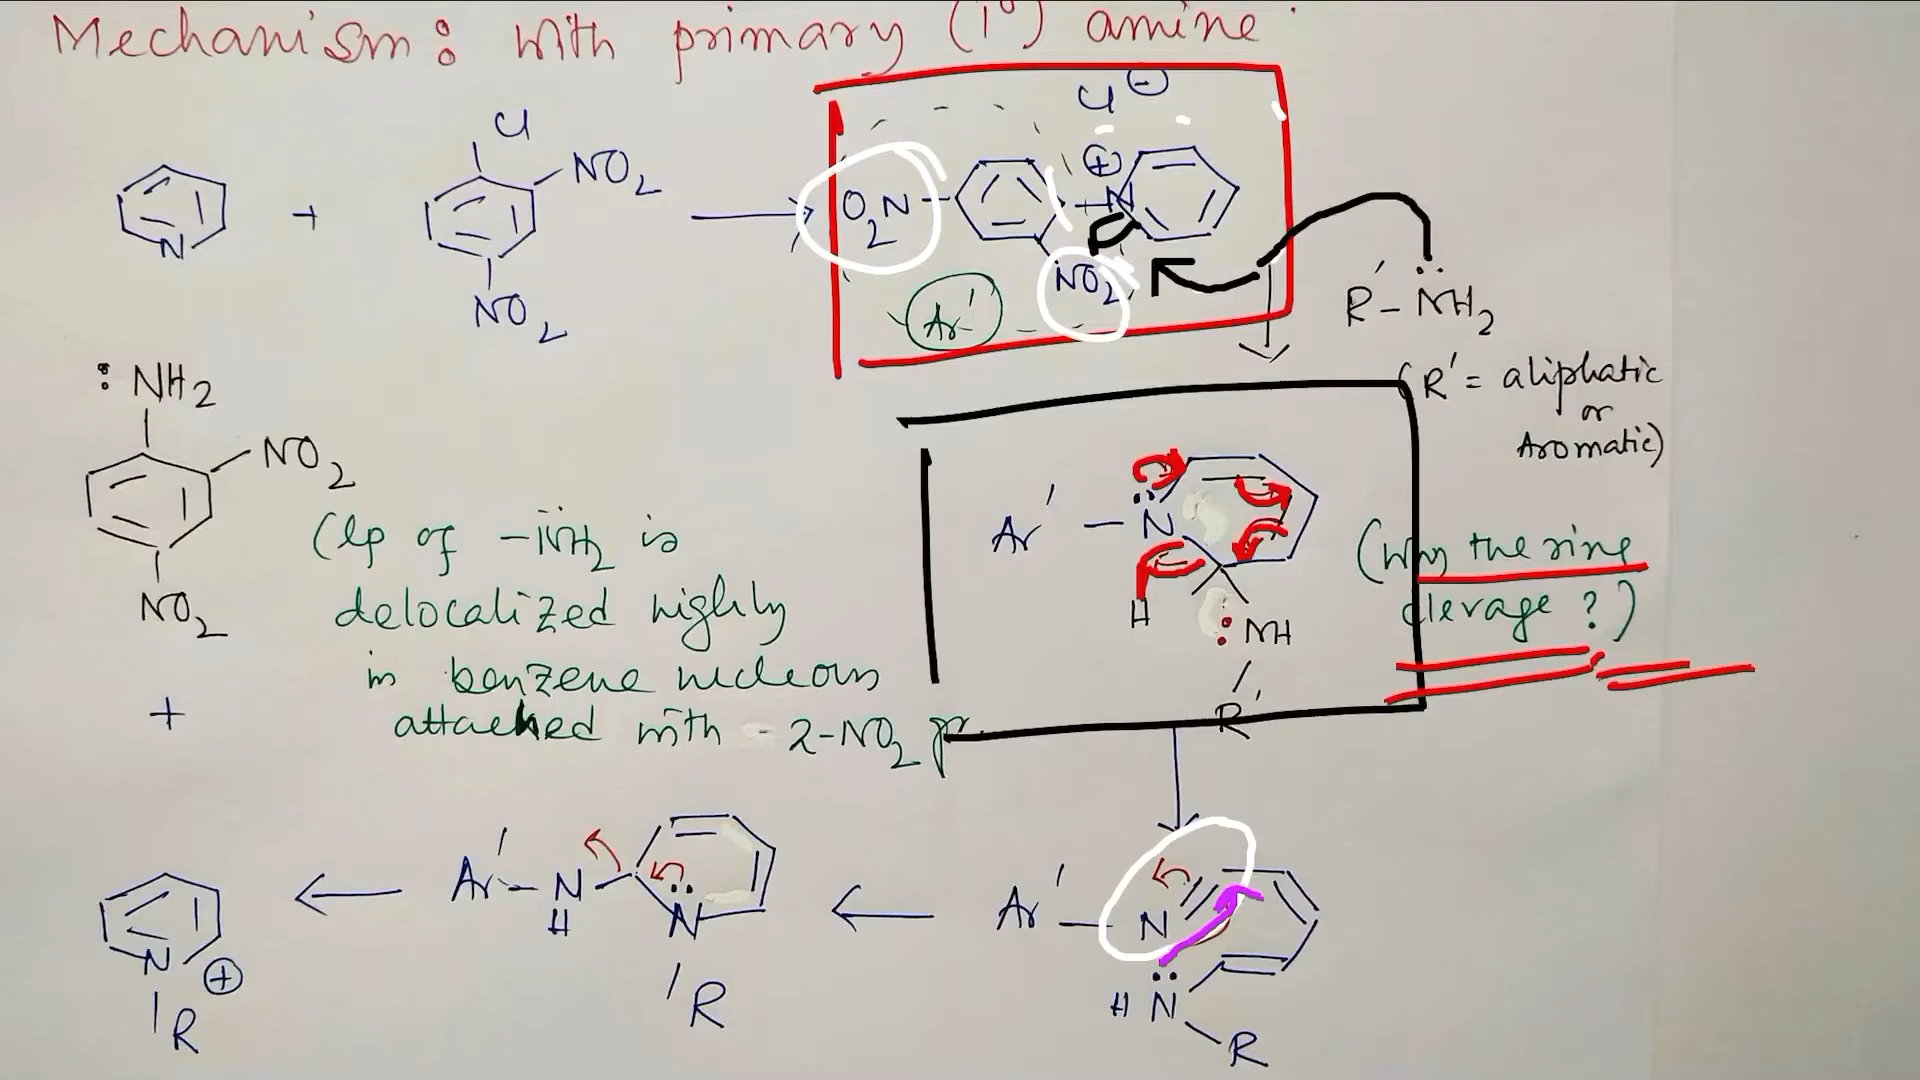 Mechanism: with primary (1°) amine
Cl
NO2
N
+
NO2
Cl ⊖
⊕
O2N
N
NO2
Ar'
R'-NH2
(R' = aliphatic
or
Aromatic)
:NH2
NO2
NO2
(lp of -NH2 is
delocalized highly
in benzene nucleous
attached with - 2-NO2 gr
Ar' - N
H
:NH
R'
(Why the ring
clevage ?)
+
N
⊕
R
Ar' - N
H
N
R
Ar' - N
H N
R